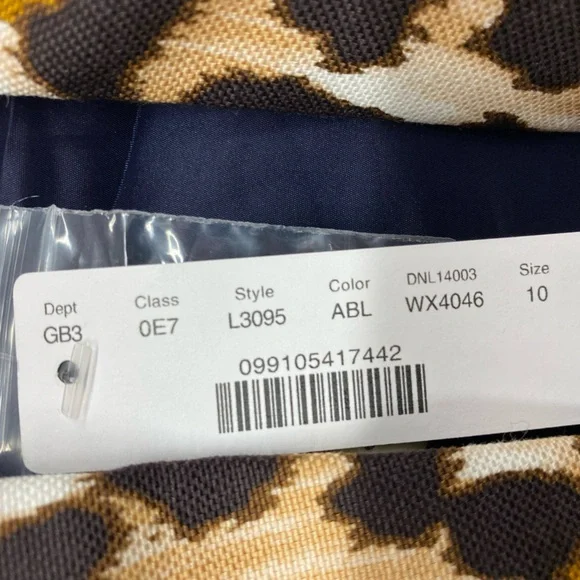 Dept Class Style Color DNL14003 Size
GB3 0E7 L3095 ABL WX4046 10
099105417442